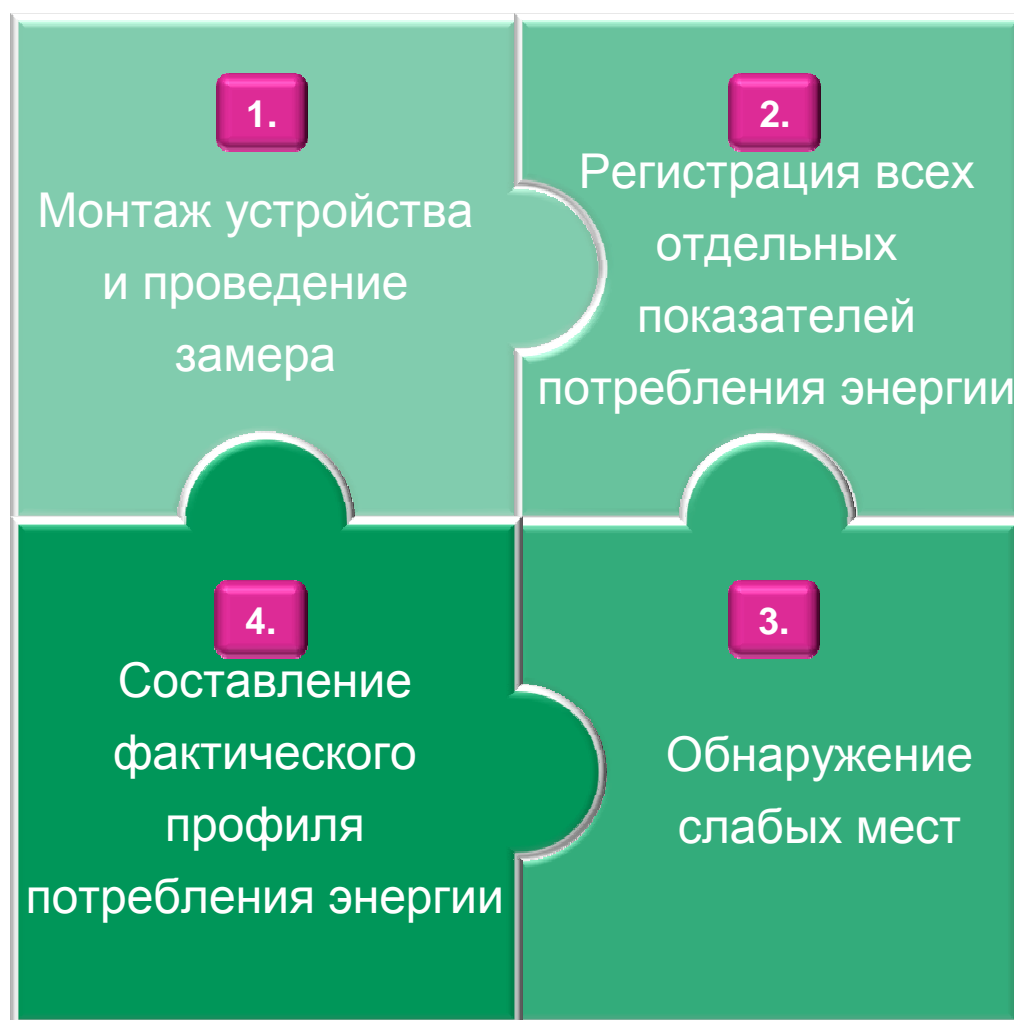 1.
Монтаж устройства
и проведение
замера
2.
Регистрация всех
отдельных
показателей
потребления энергии
3.
Обнаружение
слабых мест
4.
Составление
фактического
профиля
потребления энергии